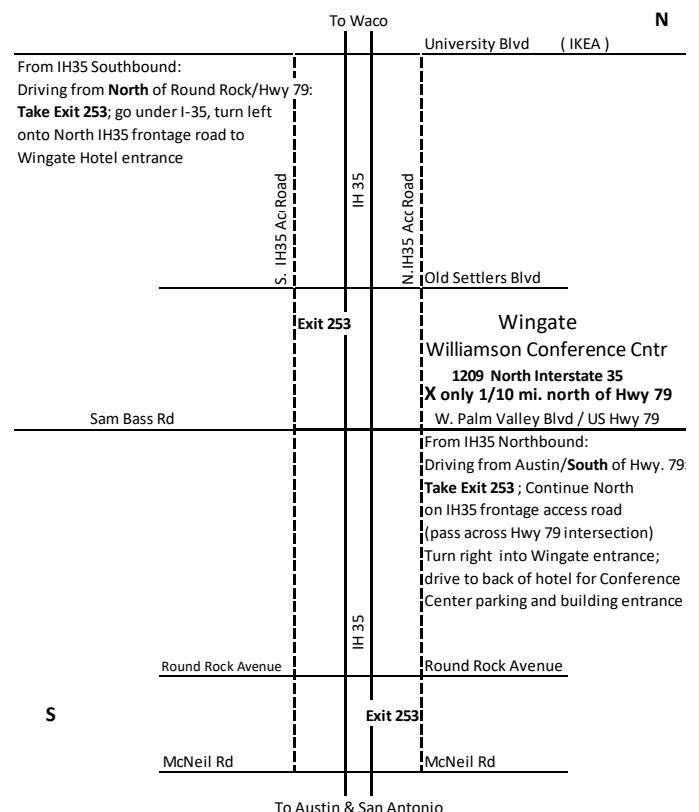 To Waco
N
University Blvd ( IKEA )
From IH35 Southbound:
Driving from North of Round Rock/Hwy 79:
Take Exit 253; go under I-35, turn left
onto North IH35 frontage road to
Wingate Hotel entrance
S. IH35 Acc Road
IH 35
N.IH35 Acc Road
Old Settlers Blvd
Exit 253
Wingate
Williamson Conference Cntr
1209 North Interstate 35
X only 1/10 mi. north of Hwy 79
Sam Bass Rd
W. Palm Valley Blvd / US Hwy 79
From IH35 Northbound:
Driving from Austin/South of Hwy. 79:
Take Exit 253 ; Continue North
on IH35 frontage access road
(pass across Hwy 79 intersection)
Turn right into Wingate entrance;
drive to back of hotel for Conference
Center parking and building entrance
IH 35
Round Rock Avenue
Round Rock Avenue
S
Exit 253
McNeil Rd
McNeil Rd
To Austin & San Antonio